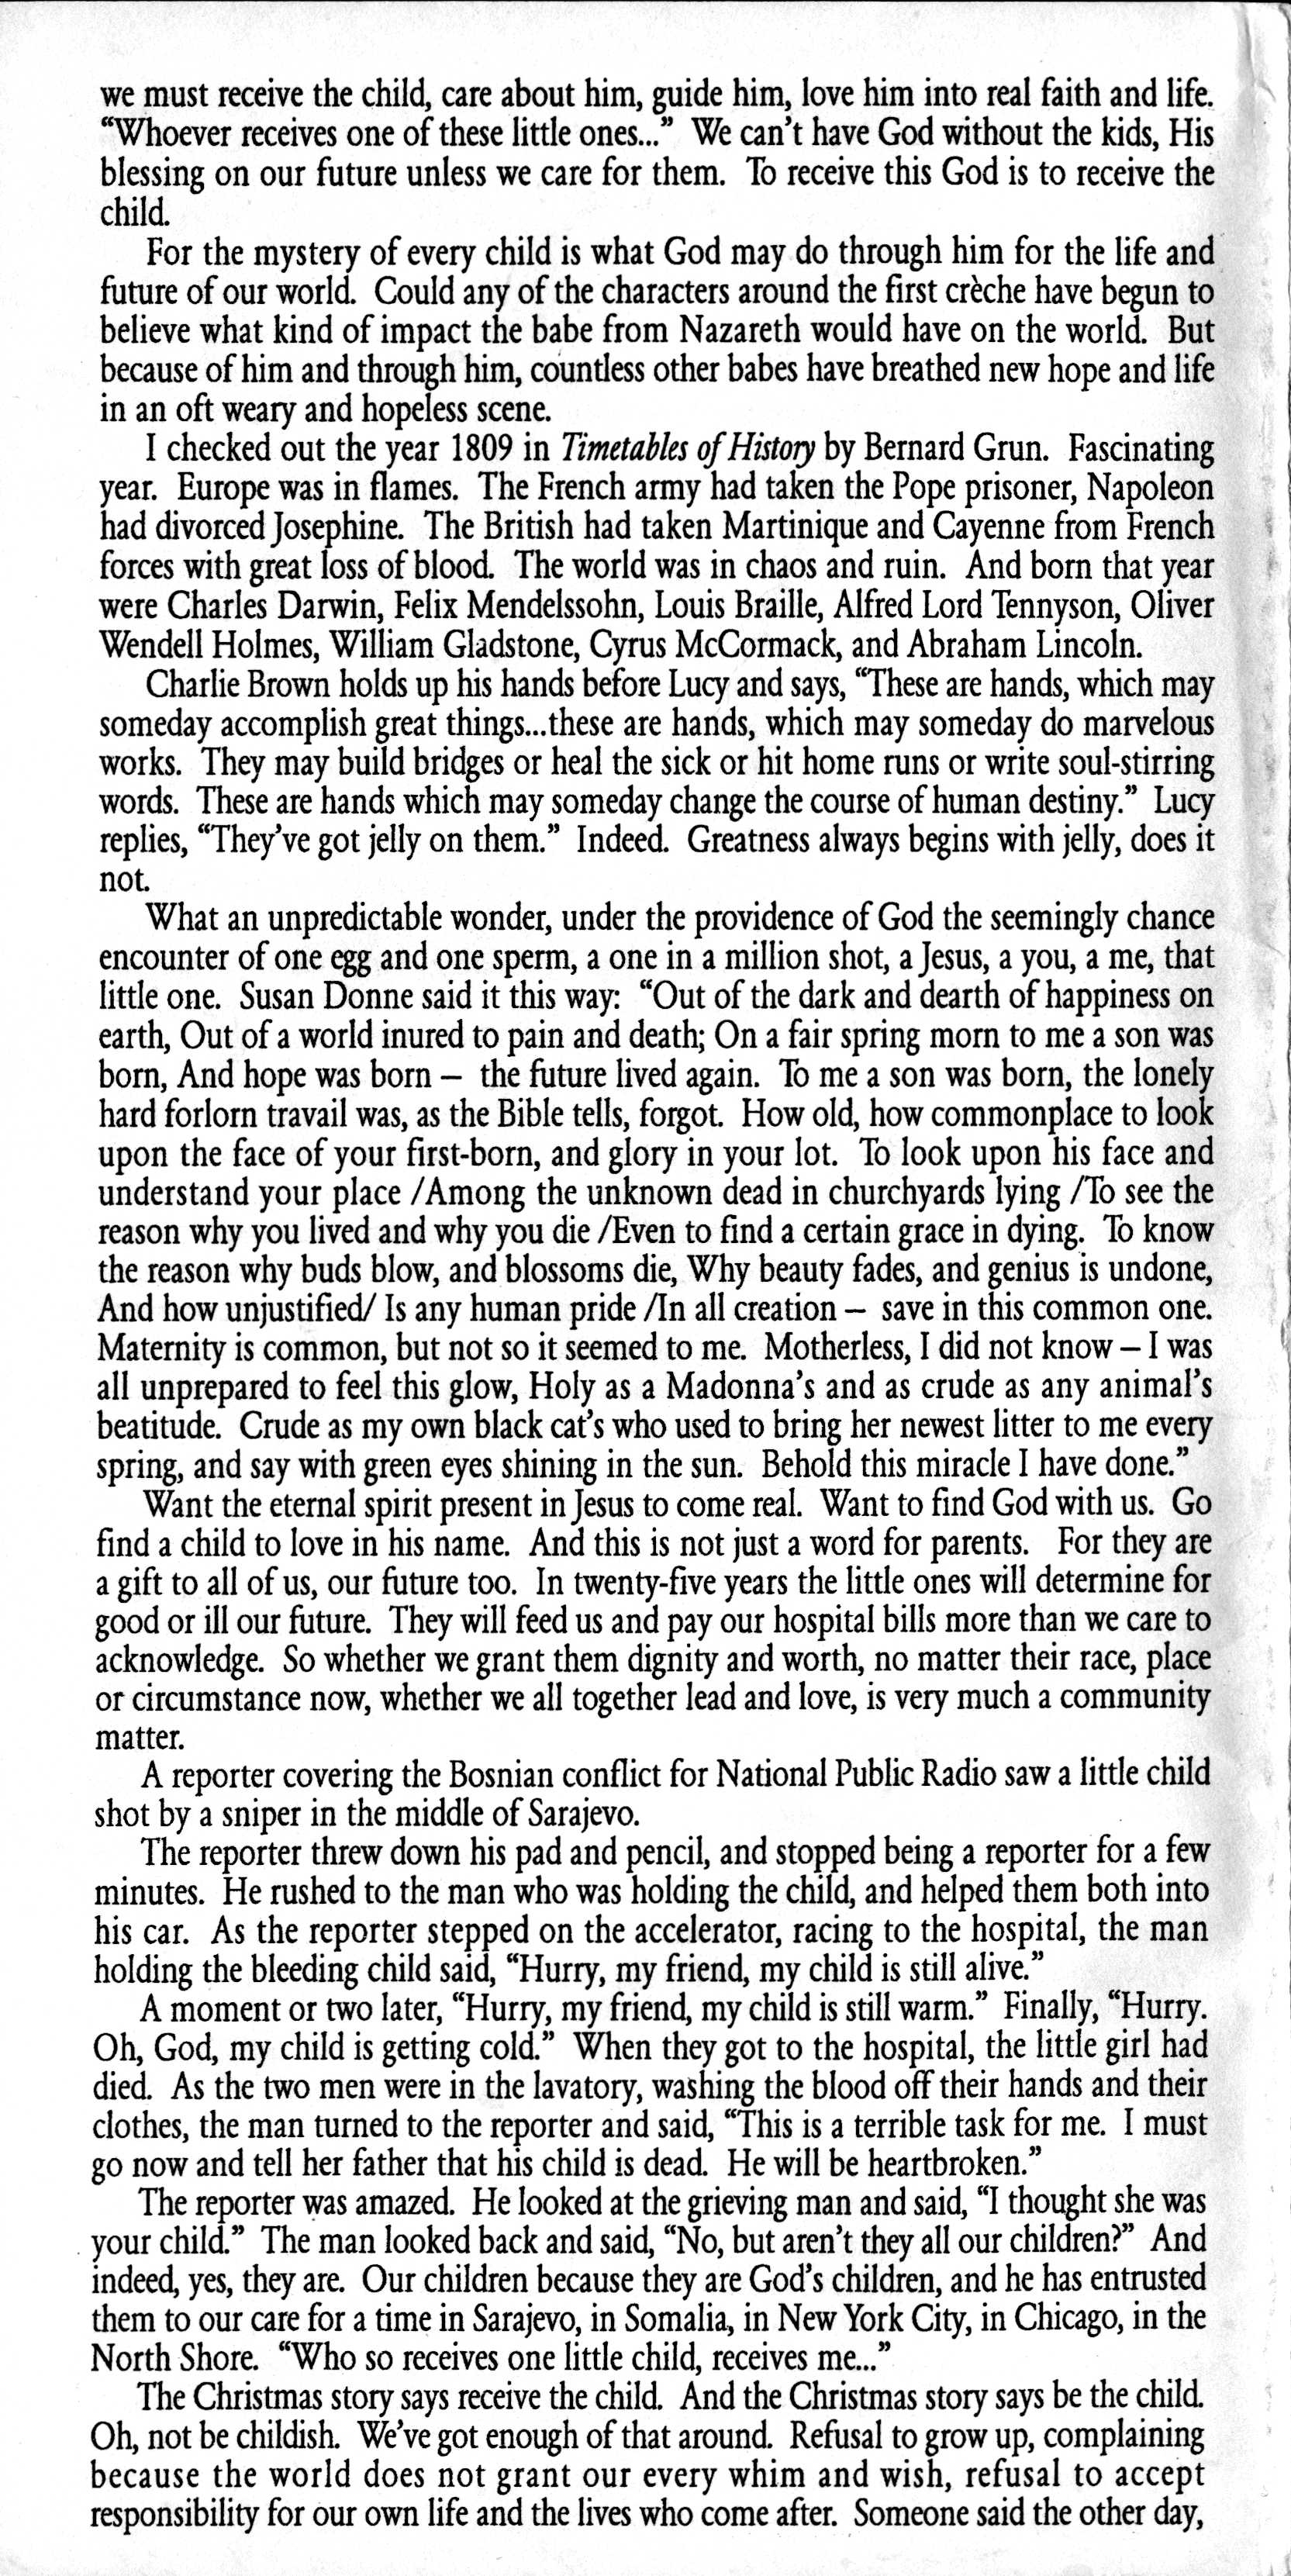 we must receive the child, care about him, guide him, love him into real faith and life.
“Whoever receives one of these little ones...” We can’t have God without the kids, His
blessing on our future unless we care for them. To receive this God is to receive the
child.
For the mystery of every child is what God may do through him for the life and
future of our world. Could any of the characters around the first crèche have begun to
believe what kind of impact the babe from Nazareth would have on the world. But
because of him and through him, countless other babes have breathed new hope and life
in an oft weary and hopeless scene.
I checked out the year 1809 in Timetables of History by Bernard Grun. Fascinating
year. Europe was in flames. The French army had taken the Pope prisoner, Napoleon
had divorced Josephine. The British had taken Martinique and Cayenne from French
forces with great loss of blood. The world was in chaos and ruin. And born that year
were Charles Darwin, Felix Mendelssohn, Louis Braille, Alfred Lord Tennyson, Oliver
Wendell Holmes, William Gladstone, Cyrus McCormack, and Abraham Lincoln.
Charlie Brown holds up his hands before Lucy and says, “These are hands, which may
someday accomplish great things...these are hands, which may someday do marvelous
works. They may build bridges or heal the sick or hit home runs or write soul-stirring
words. These are hands which may someday change the course of human destiny.” Lucy
replies, “They’ve got jelly on them.” Indeed. Greatness always begins with jelly, does it
not.
What an unpredictable wonder, under the providence of God the seemingly chance
encounter of one egg and one sperm, a one in a million shot, a Jesus, a you, a me, that
little one. Susan Donne said it this way: “Out of the dark and dearth of happiness on
earth, Out of a world inured to pain and death; On a fair spring morn to me a son was
born, And hope was born – the future lived again. To me a son was born, the lonely
hard forlorn travail was, as the Bible tells, forgot. How old, how commonplace to look
upon the face of your first-born, and glory in your lot. To look upon his face and
understand your place /Among the unknown dead in churchyards lying /To see the
reason why you lived and why you die /Even to find a certain grace in dying. To know
the reason why buds blow, and blossoms die, Why beauty fades, and genius is undone,
And how unjustified/ Is any human pride /In all creation – save in this common one.
Maternity is common, but not so it seemed to me. Motherless, I did not know – I was
all unprepared to feel this glow, Holy as a Madonna’s and as crude as any animal’s
beatitude. Crude as my own black cat’s who used to bring her newest litter to me every
spring, and say with green eyes shining in the sun. Behold this miracle I have done.”
Want the eternal spirit present in Jesus to come real. Want to find God with us. Go
find a child to love in his name. And this is not just a word for parents. For they are
a gift to all of us, our future too. In twenty-five years the little ones will determine for
good or ill our future. They will feed us and pay our hospital bills more than we care to
acknowledge. So whether we grant them dignity and worth, no matter their race, place
or circumstance now, whether we all together lead and love, is very much a community
matter.
A reporter covering the Bosnian conflict for National Public Radio saw a little child
shot by a sniper in the middle of Sarajevo.
The reporter threw down his pad and pencil, and stopped being a reporter for a few
minutes. He rushed to the man who was holding the child, and helped them both into
his car. As the reporter stepped on the accelerator, racing to the hospital, the man
holding the bleeding child said, “Hurry, my friend, my child is still alive.”
A moment or two later, “Hurry, my friend, my child is still warm.” Finally, “Hurry.
Oh, God, my child is getting cold.” When they got to the hospital, the little girl had
died. As the two men were in the lavatory, washing the blood off their hands and their
clothes, the man turned to the reporter and said, “This is a terrible task for me. I must
go now and tell her father that his child is dead. He will be heartbroken.”
The reporter was amazed. He looked at the grieving man and said, “I thought she was
your child.” The man looked back and said, “No, but aren’t they all our children?” And
indeed, yes, they are. Our children because they are God’s children, and he has entrusted
them to our care for a time in Sarajevo, in Somalia, in New York City, in Chicago, in the
North Shore. “Who so receives one little child, receives me...”
The Christmas story says receive the child. And the Christmas story says be the child.
Oh, not be childish. We’ve got enough of that around. Refusal to grow up, complaining
because the world does not grant our every whim and wish, refusal to accept
responsibility for our own life and the lives who come after. Someone said the other day,